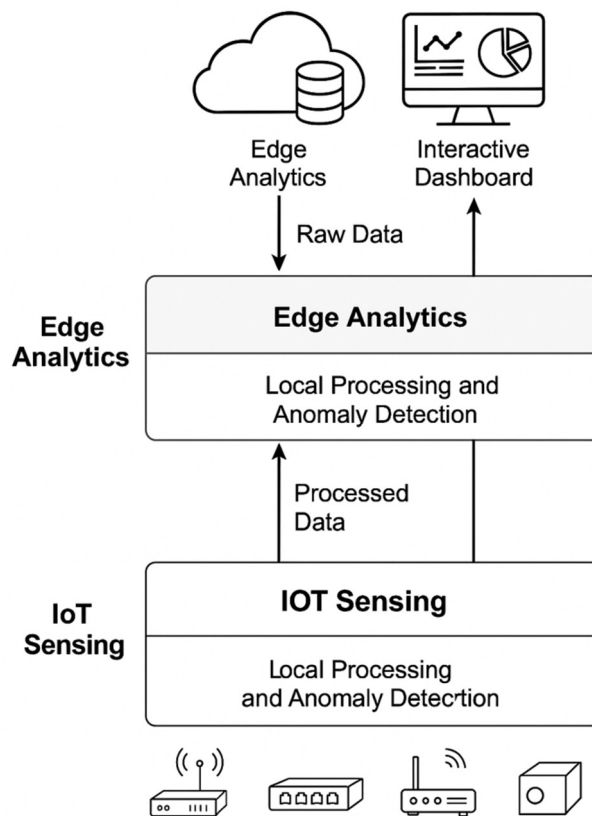 Edge
Analytics
Interactive
Dashboard
Raw Data
Edge
Analytics
Edge Analytics
Local Processing and
Anomaly Detection
Processed
Data
IoT
Sensing
IOT Sensing
Local Processing
and Anomaly Detection